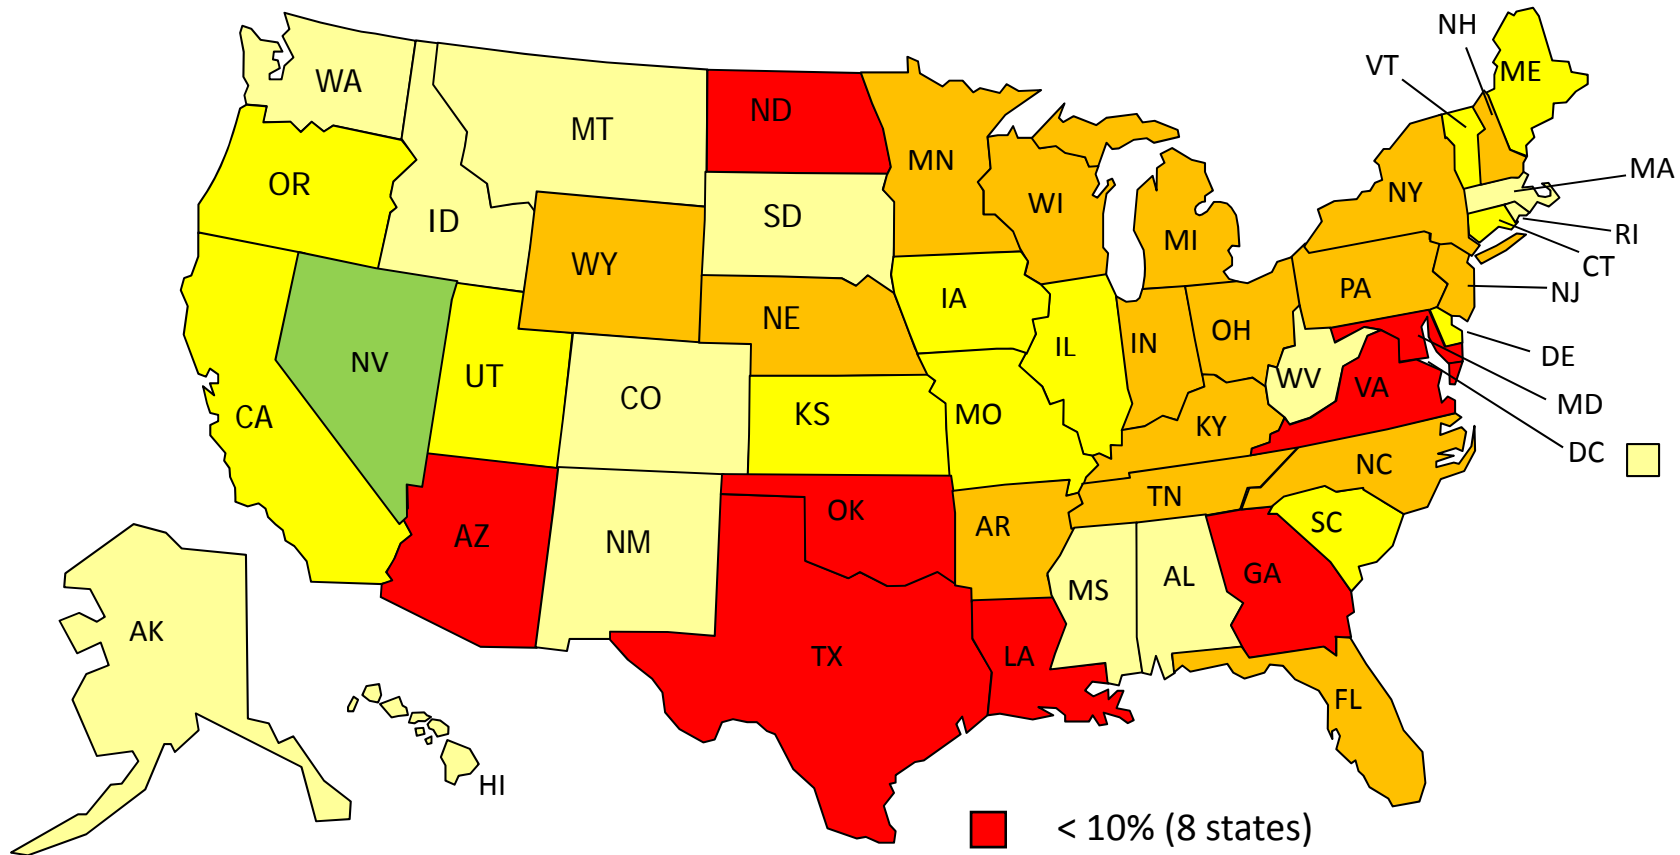 NH
VT
ME
WA
MT
ND
MN
OR
ID
SD
WI
MI
NY
MA
RI
CT
WY
NE
IA
PA
NJ
NV
UT
CO
KS
MO
IL
IN
OH
WV
VA
DE
MD
DC
CA
KY
NC
TN
AZ
NM
OK
AR
SC
MS
AL
GA
AK
TX
LA
FL
HI
< 10% (8 states)